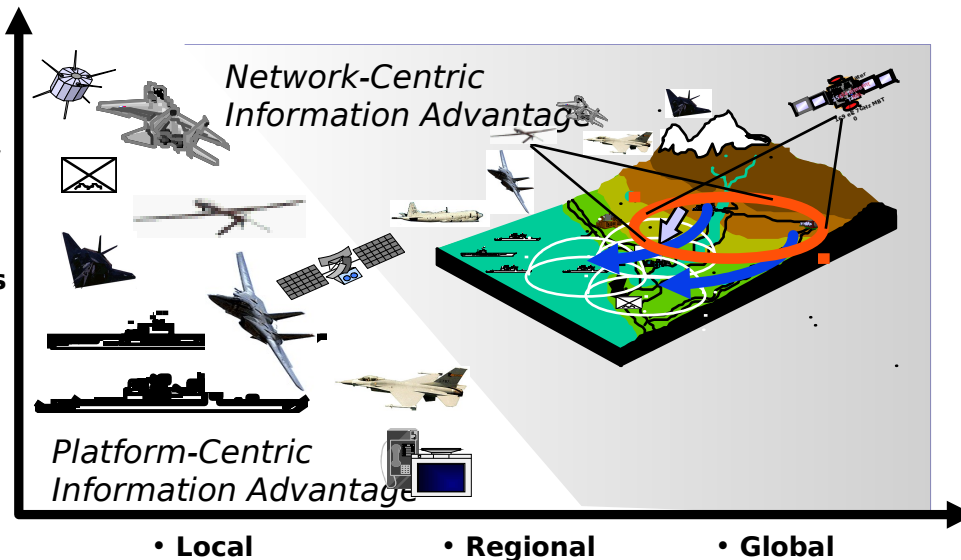 Network-Centric
Information Advantage
Platform-Centric
Information Advantage
• Local
• Regional
• Global